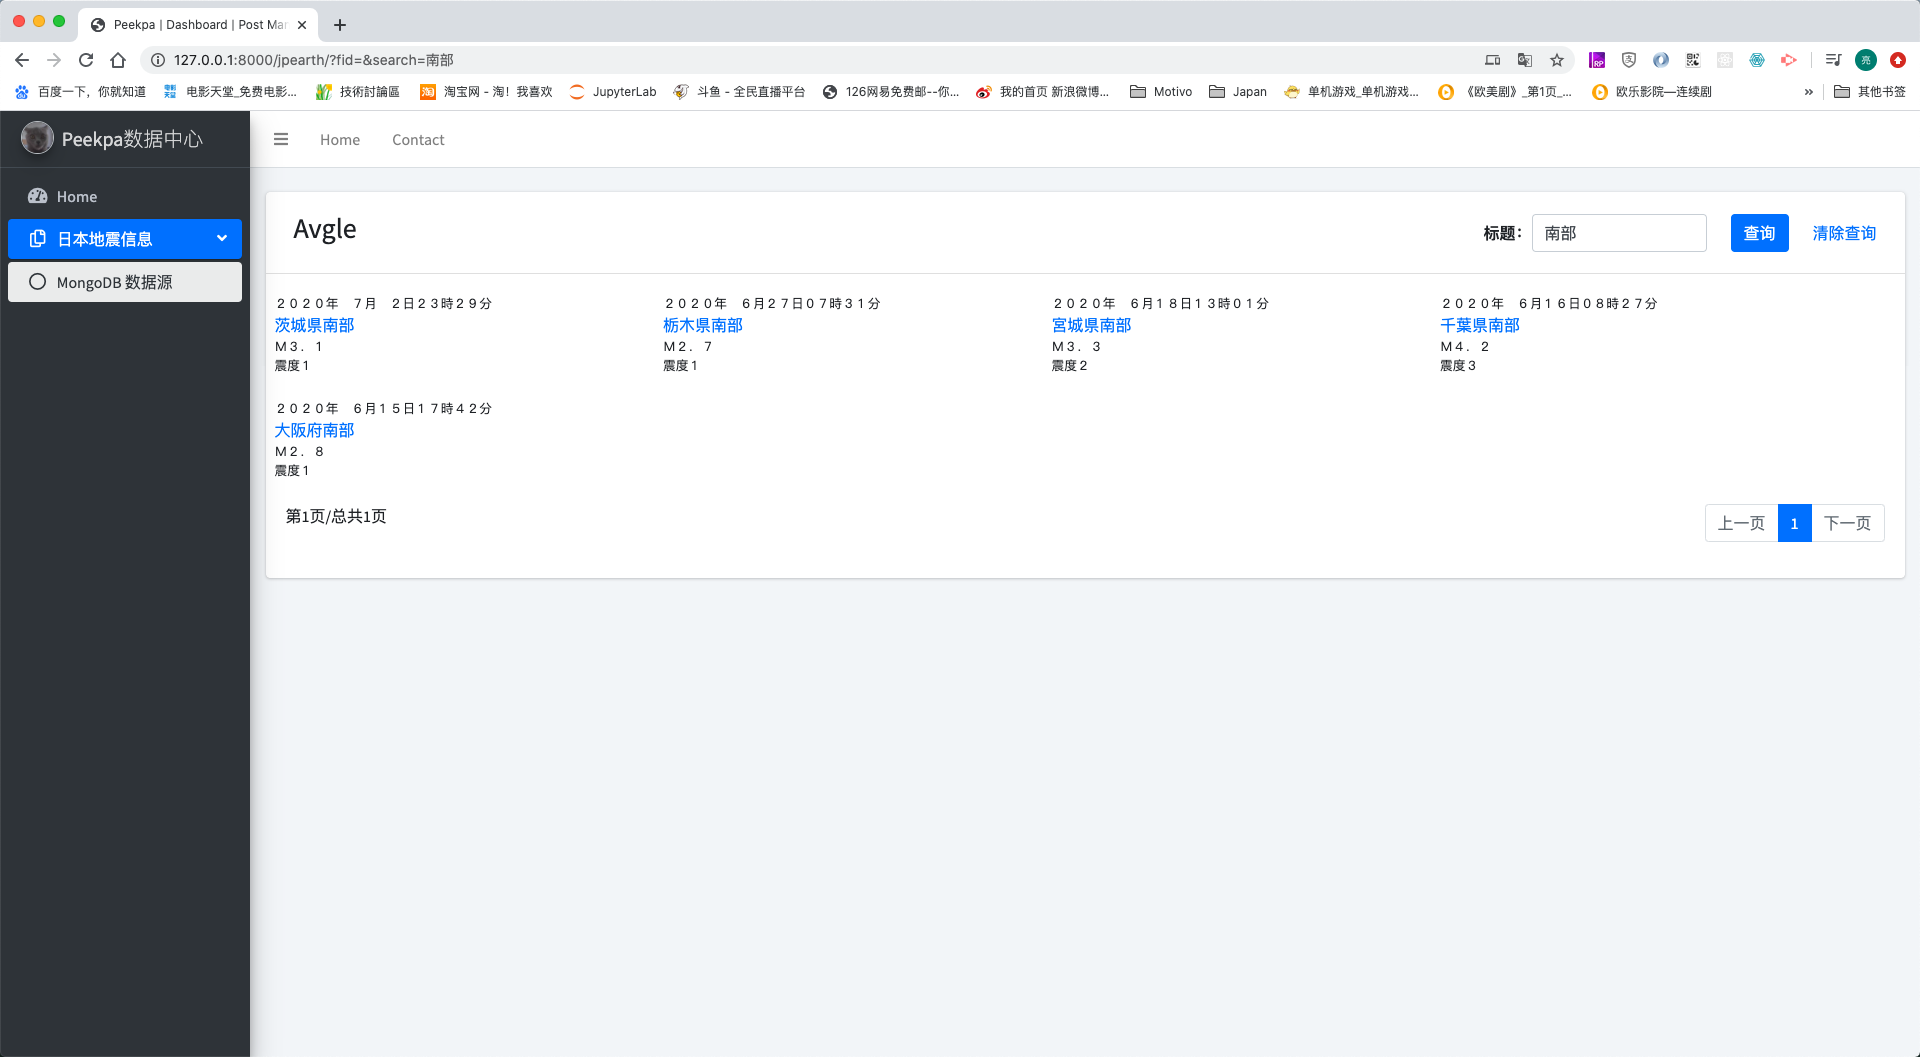 Peekpa | Dashboard | Post Ma
127.0.0.1:8000/jpearth/?fid=&search=南部
亮
百度一下，你就知道
电影天堂_免费电影...
技術討論區
淘宝网 - 淘！我喜欢
JupyterLab
斗鱼 - 全民直播平台
126网易免费邮--你...
我的首页 新浪微博...
Motivo
Japan
单机游戏_单机游戏...
《欧美剧》_第1页_...
欧乐影院—连续剧
»
其他书签
Peekpa数据中心
Home
Contact
Home
日本地震信息
MongoDB 数据源
Avgle
标题：
南部
查询
清除查询
２０２０年　７月　２日２３時２９分
茨城県南部
Ｍ３．１
震度１
２０２０年　６月２７日０７時３１分
栃木県南部
Ｍ２．７
震度１
２０２０年　６月１８日１３時０１分
宮城県南部
Ｍ３．３
震度２
２０２０年　６月１６日０８時２７分
千葉県南部
Ｍ４．２
震度３
２０２０年　６月１５日１７時４２分
大阪府南部
Ｍ２．８
震度１
第1页/总共1页
上一页
1
下一页